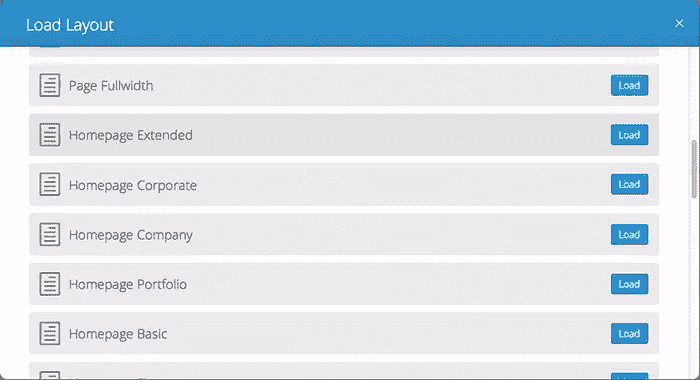 Load Layout ×
Page Fullwidth Load
Homepage Extended Load
Homepage Corporate Load
Homepage Company Load
Homepage Portfolio Load
Homepage Basic Load